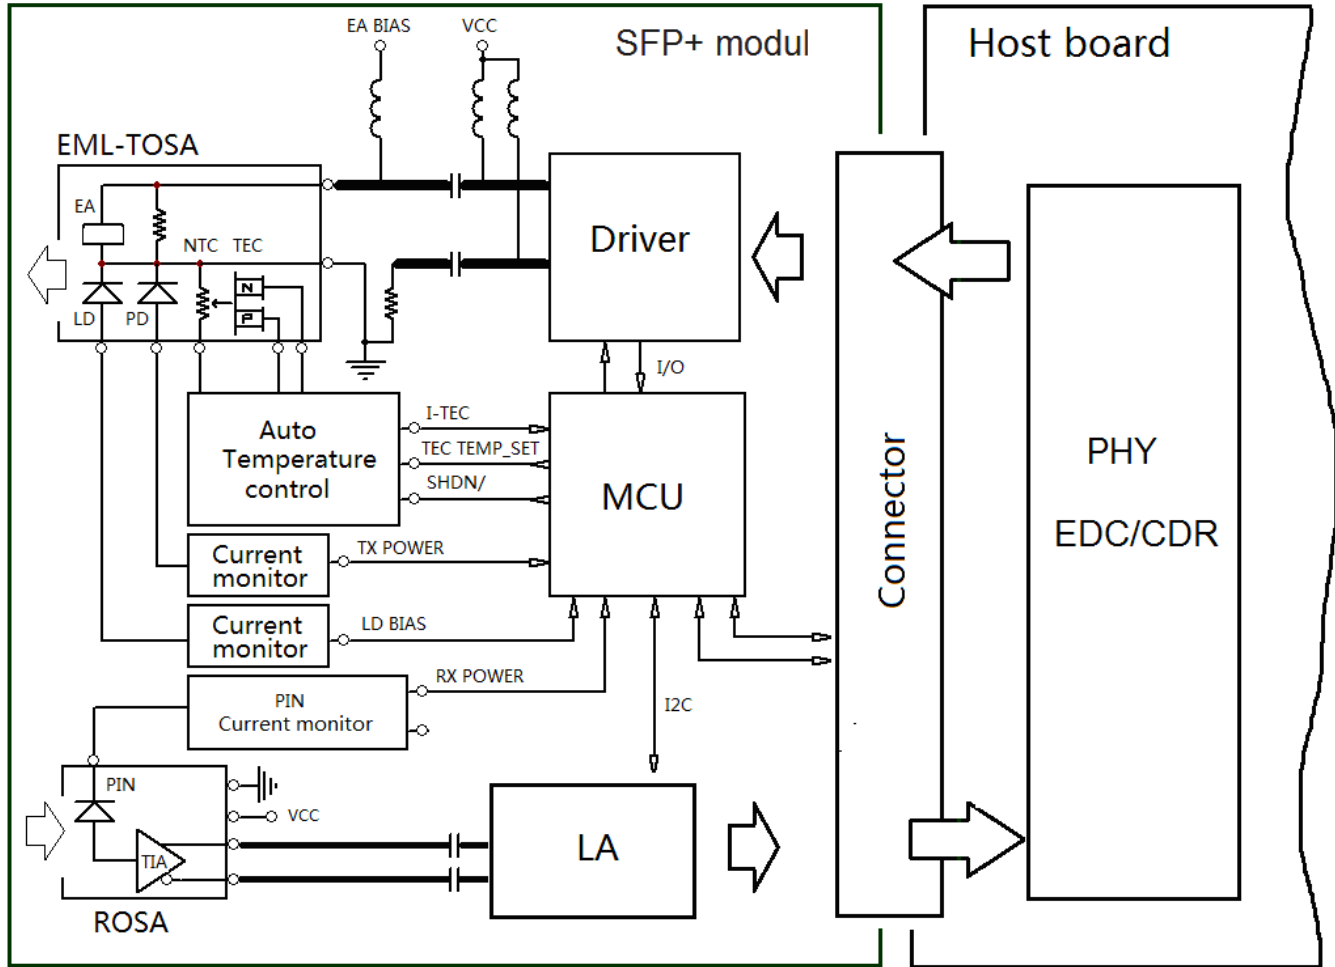 EA BIAS
VCC
SFP+ modul
Host board
EML-TOSA
EA
NTC
TEC
N
P
LD
PD
Driver
I/O
Auto
Temperature
control
I-TEC
TEC TEMP_SET
SHDN/
MCU
Current
monitor
TX POWER
Current
monitor
LD BIAS
PIN
Current monitor
RX POWER
I2C
Connector
PHY
EDC/CDR
PIN
VCC
TIA
ROSA
LA